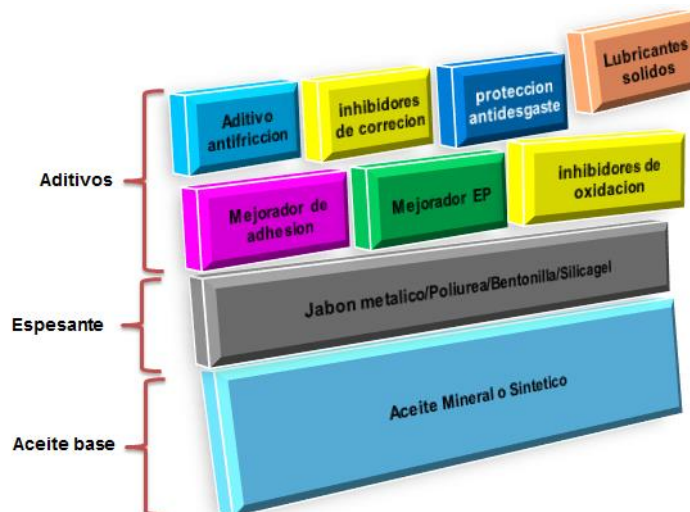 Aditivos
Aditivo
antifriccion
inhibidores
de correcion
proteccion
antidesgaste
Lubricantes
solidos
Mejorador de
adhesion
Mejorador EP
inhibidores de
oxidacion
Espesante
Jabon metalico/Poliurea/Bentonilla/Silicagel
Aceite base
Aceite Mineral o Sintetico